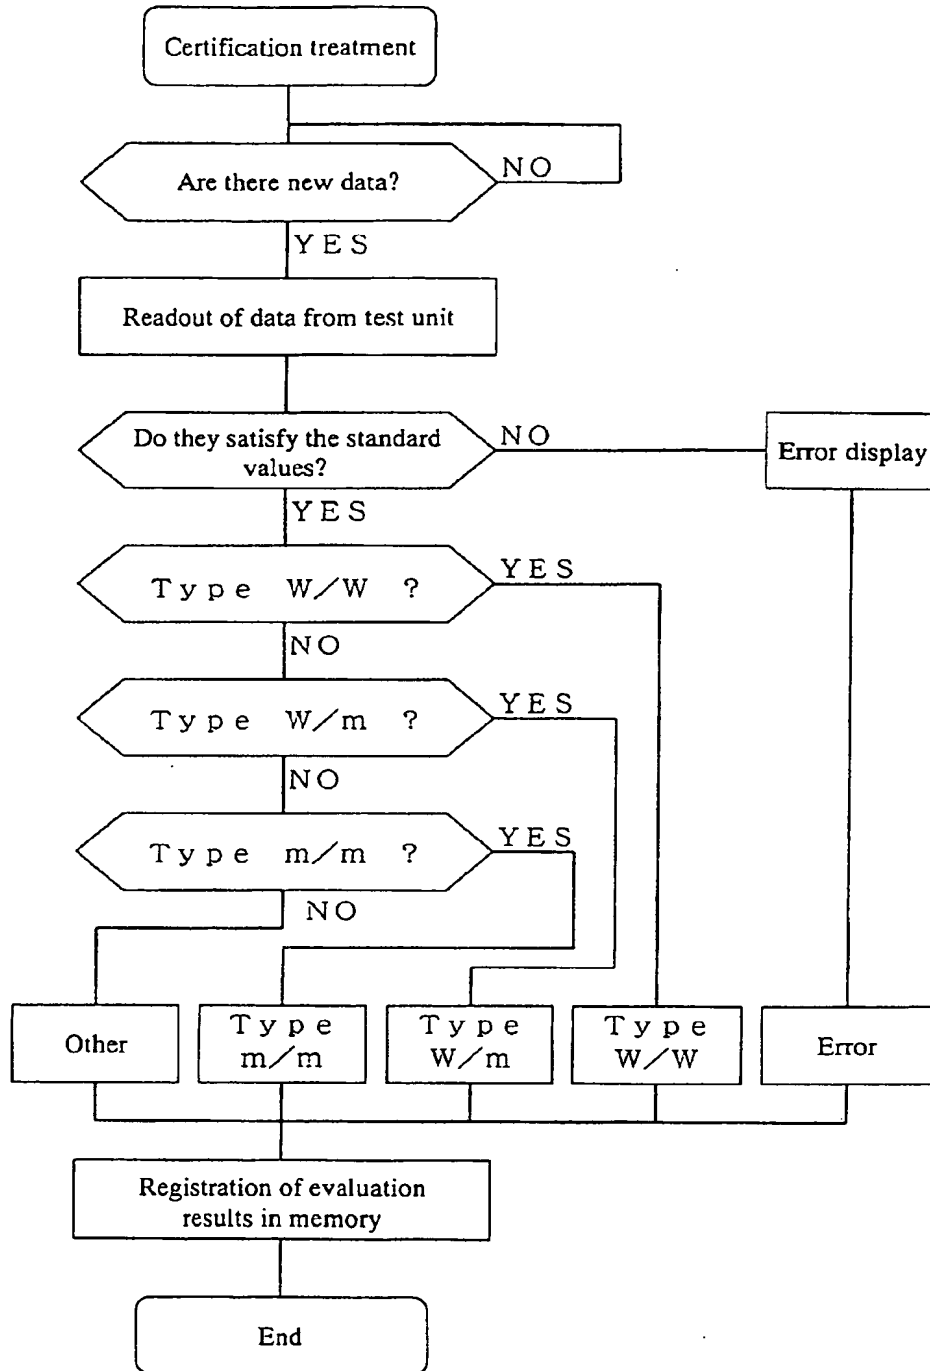 Certification treatment
Are there new data?
NO
YES
Readout of data from test unit
Do they satisfy the standard
values?
NO
Error display
YES
Type W/W ?
YES
NO
Type W/m ?
YES
NO
Type m/m ?
YES
NO
Other
Type
m/m
Type
W/m
Type
W/W
Error
Registration of evaluation
results in memory
End